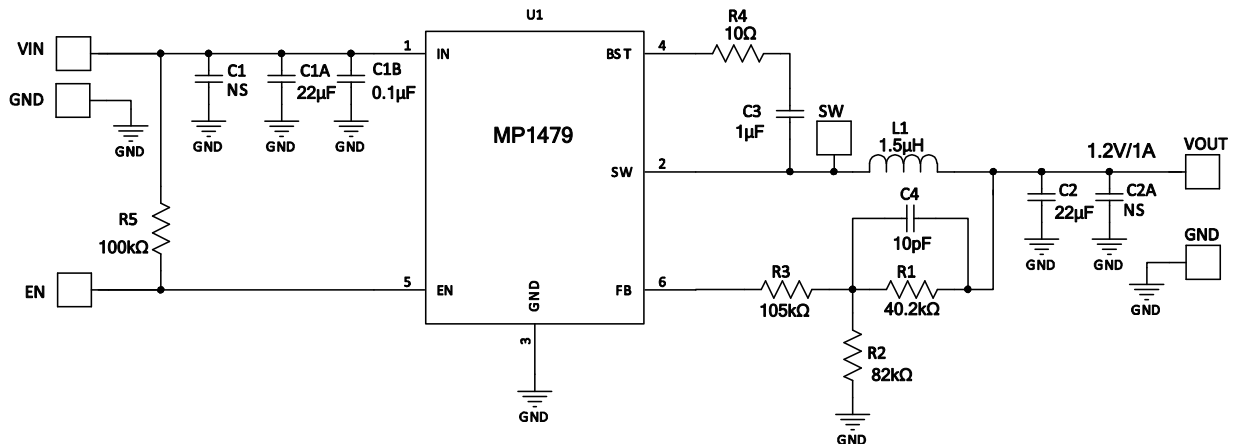 U1
VIN
GND
GND
C1
NS
GND
C1A
22µF
GND
C1B
0.1µF
GND
1
IN
R5
100kΩ
EN
5
EN
MP1479
GND
3
GND
BST
4
R4
10Ω
C3
1µF
SW
2
SW
L1
1.5µH
C4
10pF
FB
6
R3
105kΩ
R1
40.2kΩ
R2
82kΩ
GND
1.2V/1A
VOUT
C2
22µF
GND
C2A
NS
GND
GND
GND